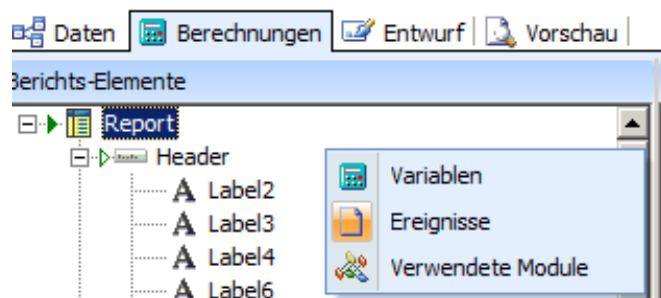 Daten Berechnungen Entwurf Vorschau
Berichts-Elemente
Report
Header
Label2
Label3
Label4
Label6
Variablen
Ereignisse
Verwendete Module